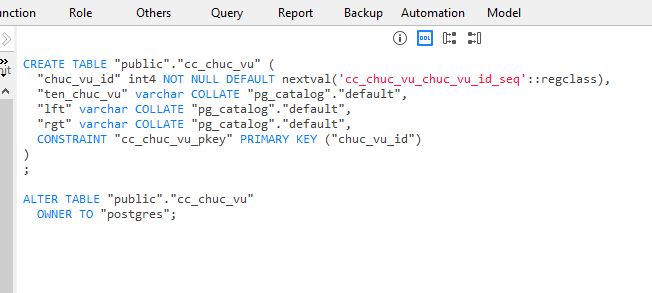 unction Role Others Query Report Backup Automation Model
DDL
CREATE TABLE "public"."cc_chuc_vu" (
"chuc_vu_id" int4 NOT NULL DEFAULT nextval('cc_chuc_vu_chuc_vu_id_seq'::regclass),
"ten_chuc_vu" varchar COLLATE "pg_catalog"."default",
"lft" varchar COLLATE "pg_catalog"."default",
"rgt" varchar COLLATE "pg_catalog"."default",
CONSTRAINT "cc_chuc_vu_pkey" PRIMARY KEY ("chuc_vu_id")
)
;
ALTER TABLE "public"."cc_chuc_vu"
OWNER TO "postgres";